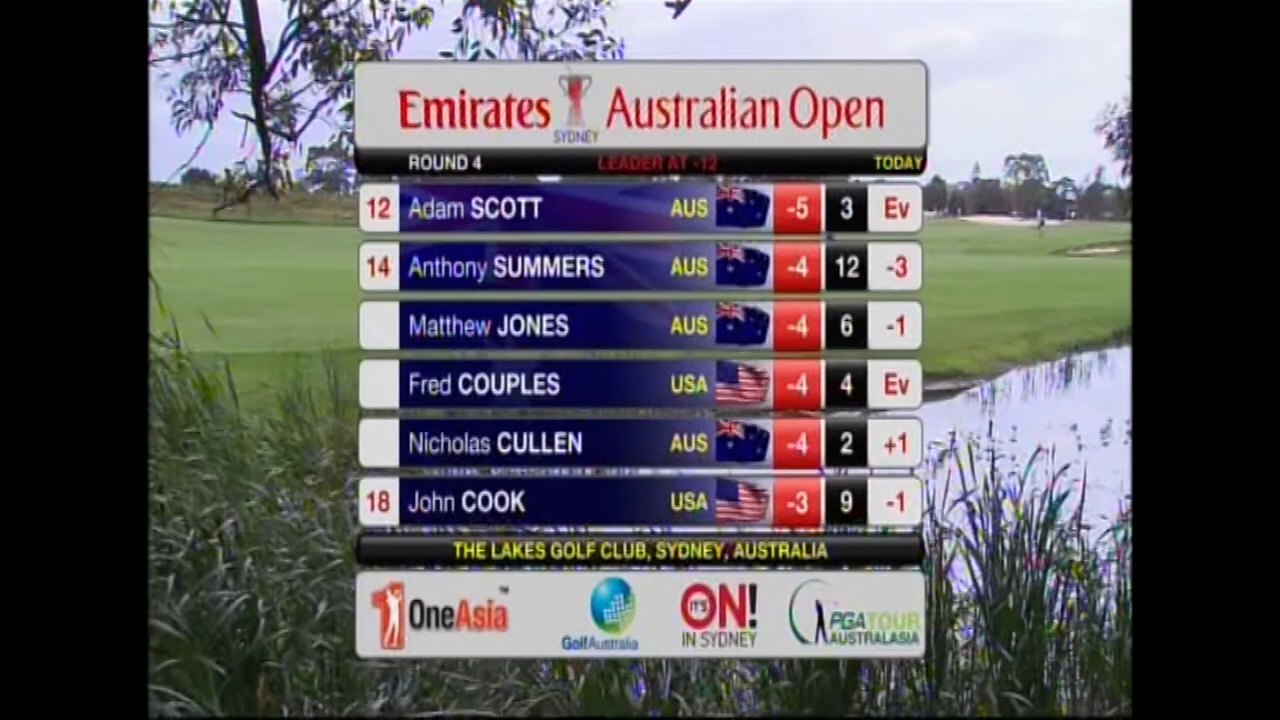 Emirates Australian Open
SYDNEY
ROUND 4 LEADER AT -12 TODAY
12 Adam SCOTT AUS -5 3 Ev
14 Anthony SUMMERS AUS -4 12 -3
Matthew JONES AUS -4 6 -1
Fred COUPLES USA -4 4 Ev
Nicholas CULLEN AUS -4 2 +1
18 John COOK USA -3 9 -1
THE LAKES GOLF CLUB, SYDNEY, AUSTRALIA
OneAsia™
GolfAustralia
IT'S ON!
IN SYDNEY
PGA TOUR
AUSTRALASIA